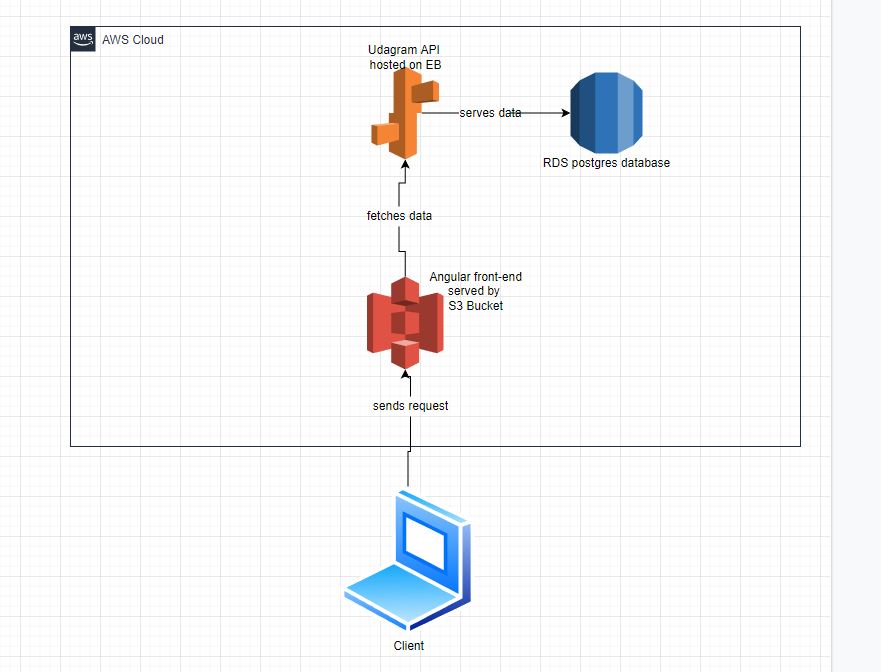 aws
AWS Cloud
Udagram API
hosted on EB
serves data
RDS postgres database
fetches data
Angular front-end
served by
S3 Bucket
sends request
Client